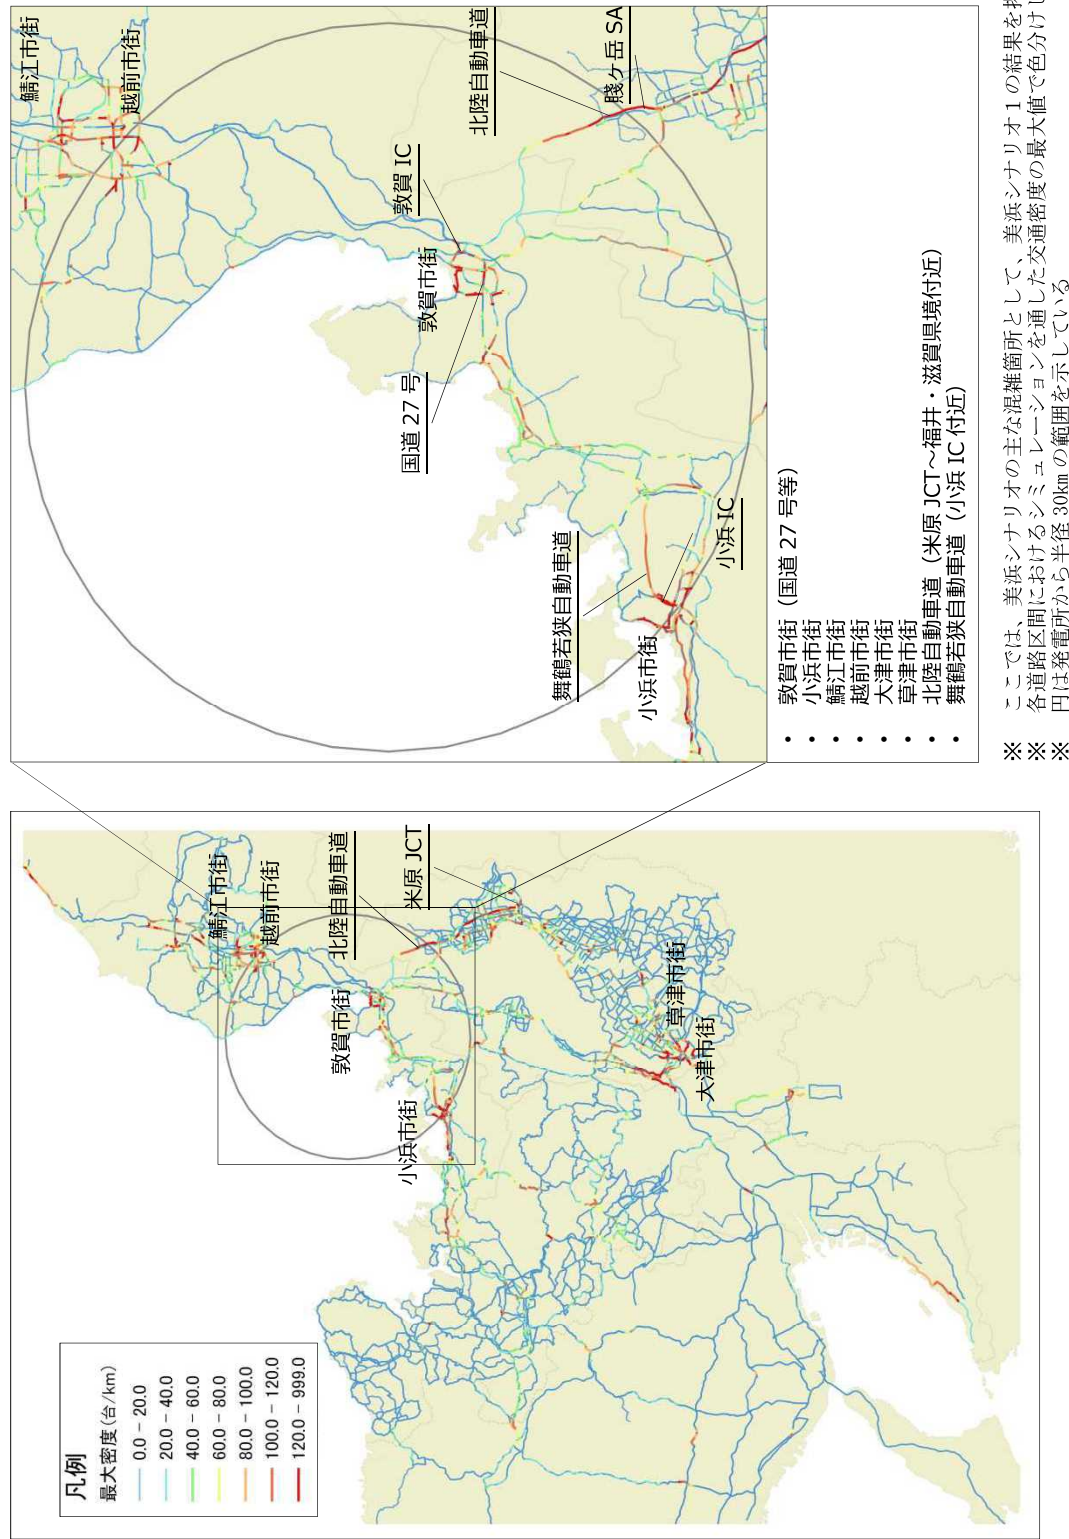 凡例
最大密度(台/km)
0.0 – 20.0
20.0 – 40.0
40.0 – 60.0
60.0 – 80.0
80.0 – 100.0
100.0 – 120.0
120.0 – 999.0
鯖江市街
越前市街
北陸自動車道
米原 JCT
敦賀市街
小浜市街
草津市街
大津市街
鯖江市街
越前市街
北陸自動車道
賤ヶ岳 SA
敦賀 IC
敦賀市街
国道 27 号
舞鶴若狭自動車道
小浜 IC
小浜市街
・ 敦賀市街（国道 27 号等）
・ 小浜市街
・ 鯖江市街
・ 越前市街
・ 大津市街
・ 草津市街
・ 北陸自動車道（米原 JCT～福井・滋賀県境付近）
・ 舞鶴若狭自動車道（小浜 IC 付近）
※ ここでは、美浜シナリオの主な混雑箇所として、美浜シナリオ１の結果を
※ 各道路区間におけるシミュレーションを通した交通密度の最大値で色分けし
※ 円は発電所から半径 30km の範囲を示している